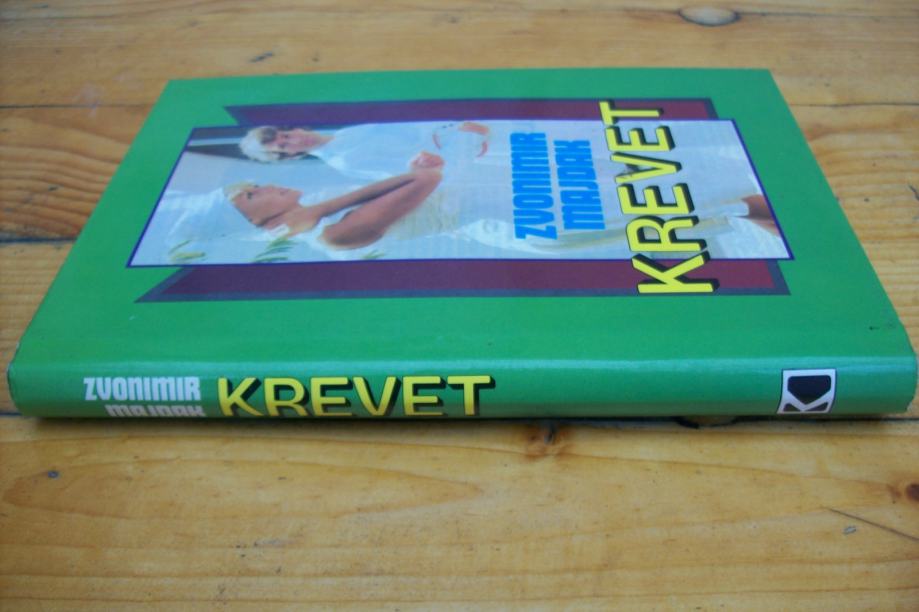 ZVONIMIR
MAJDAK
KREVET
ZVONIMIR
MAJDAK
KREVET
K